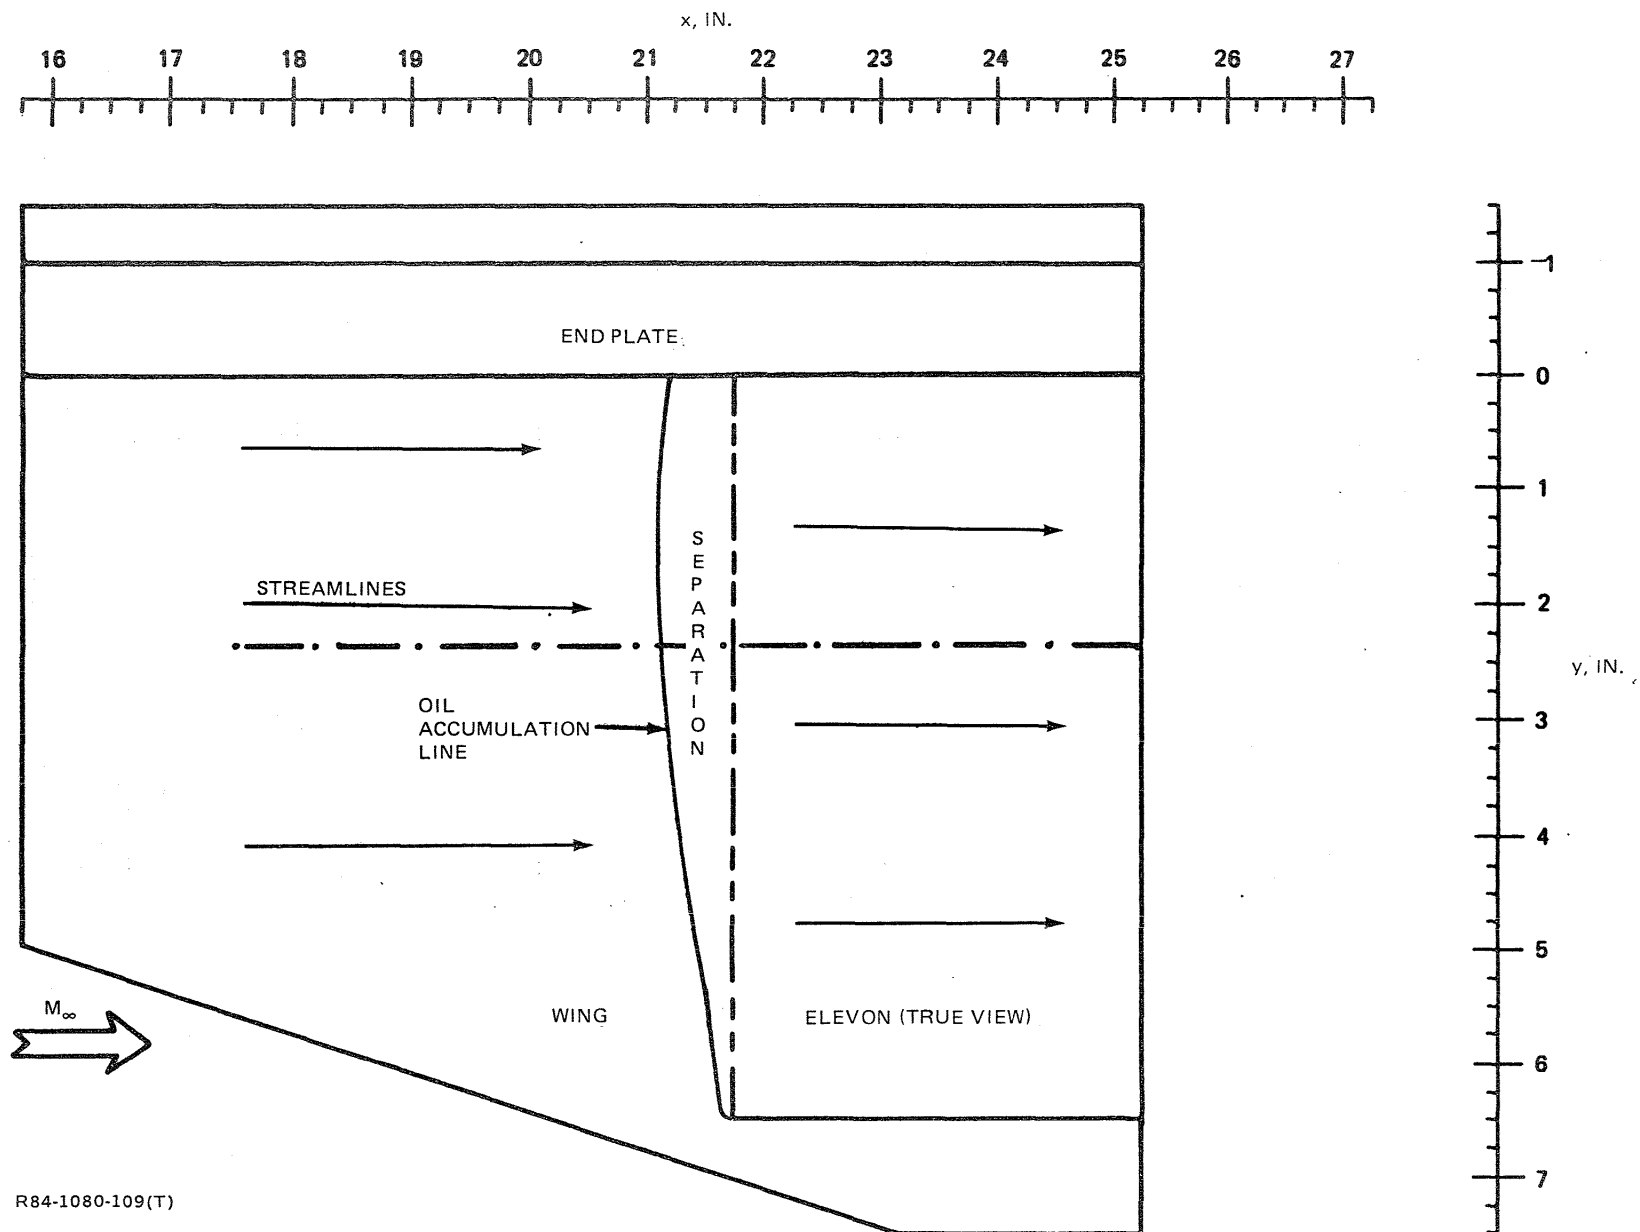 x, IN.
16 17 18 19 20 21 22 23 24 25 26 27
END PLATE
-1
0
1
2
3
4
5
6
7
y, IN.
STREAMLINES
SEPARATION
OIL
ACCUMULATION
LINE
M∞
WING
ELEVON (TRUE VIEW)
R84-1080-109(T)